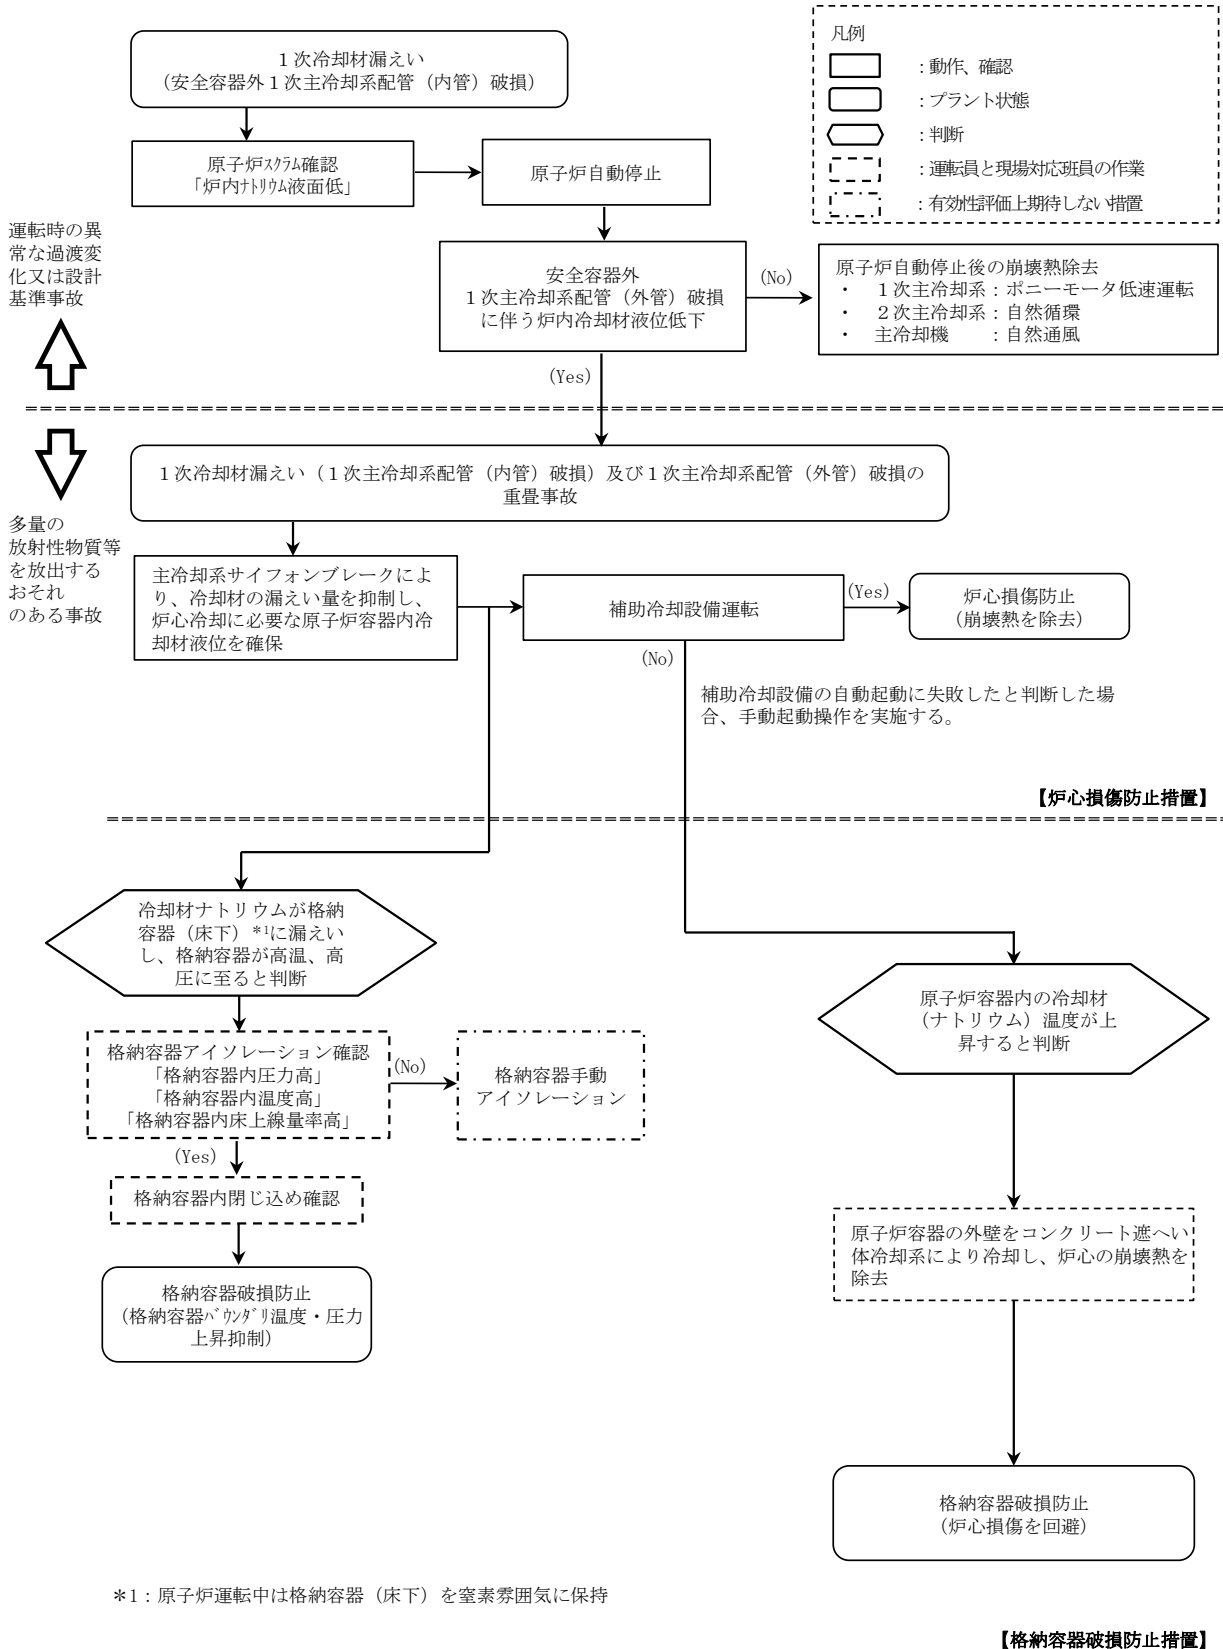 凡例
：動作、確認
：プラント状態
：判断
：運転員と現場対応班員の作業
：有効性評価上期待しない措置
１次冷却材漏えい
（安全容器外１次主冷却系配管（内管）破損）
原子炉ｽｸﾗﾑ確認
「炉内ﾅﾄﾘｳﾑ液面低」
原子炉自動停止
運転時の異
常な過渡変
化又は設計
基準事故
安全容器外
１次主冷却系配管（外管）破損
に伴う炉内冷却材液位低下
(No)
原子炉自動停止後の崩壊熱除去
・　１次主冷却系：ポニーモータ低速運転
・　２次主冷却系：自然循環
・　主冷却機　　：自然通風
(Yes)
多量の
放射性物質等
を放出する
おそれ
のある事故
１次冷却材漏えい（１次主冷却系配管（内管）破損）及び１次主冷却系配管（外管）破損の
重畳事故
主冷却系サイフォンブレークによ
り、冷却材の漏えい量を抑制し、
炉心冷却に必要な原子炉容器内冷
却材液位を確保
補助冷却設備運転
(Yes)
炉心損傷防止
（崩壊熱を除去）
(No)
補助冷却設備の自動起動に失敗したと判断した場
合、手動起動操作を実施する。
【炉心損傷防止措置】
冷却材ナトリウムが格納
容器（床下）*1に漏えい
し、格納容器が高温、高
圧に至ると判断
原子炉容器内の冷却材
（ナトリウム）温度が上
昇すると判断
格納容器アイソレーション確認
「格納容器内圧力高」
「格納容器内温度高」
「格納容器内床上線量率高」
(No)
格納容器手動
アイソレーション
(Yes)
格納容器内閉じ込め確認
原子炉容器の外壁をコンクリート遮へい
体冷却系により冷却し、炉心の崩壊熱を
除去
格納容器破損防止
（格納容器ﾊﾞｳﾝﾀﾞﾘ温度・圧力
上昇抑制）
格納容器破損防止
（炉心損傷を回避）
＊1：原子炉運転中は格納容器（床下）を窒素雰囲気に保持
【格納容器破損防止措置】